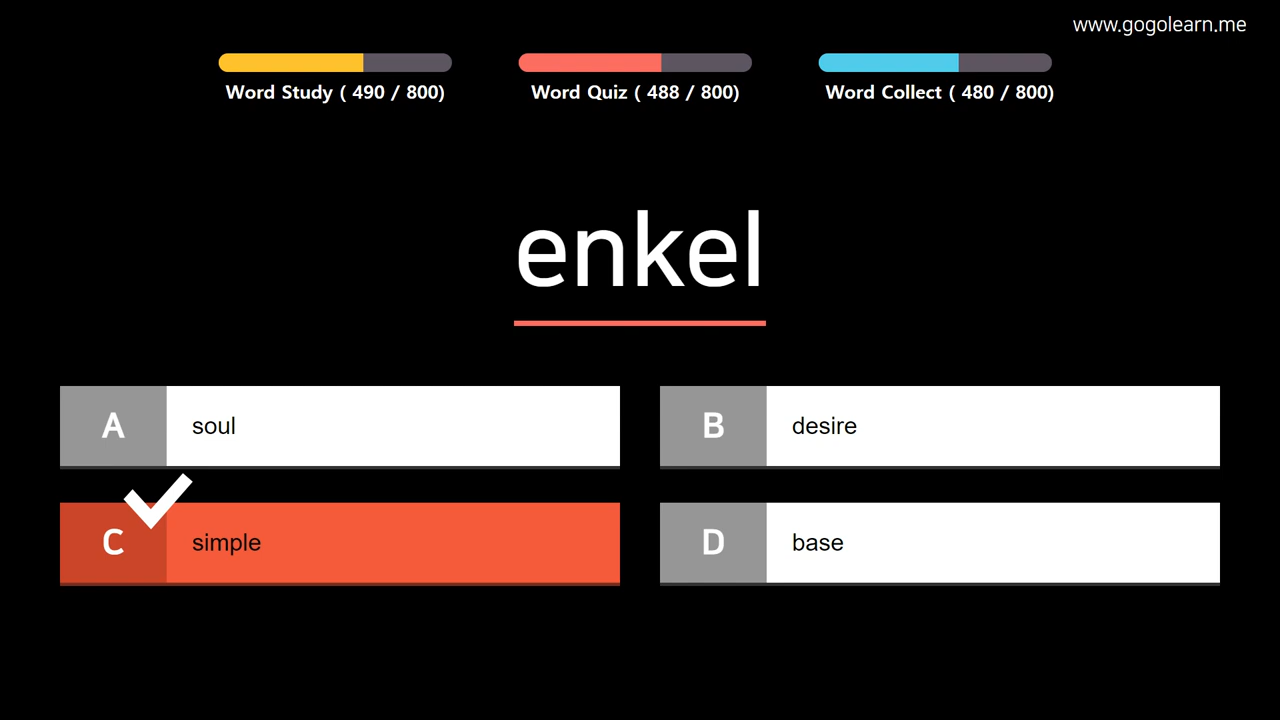 www.gogolearn.me
Word Study ( 490 / 800)
Word Quiz ( 488 / 800)
Word Collect ( 480 / 800)
enkel
A soul
B desire
C simple
D base